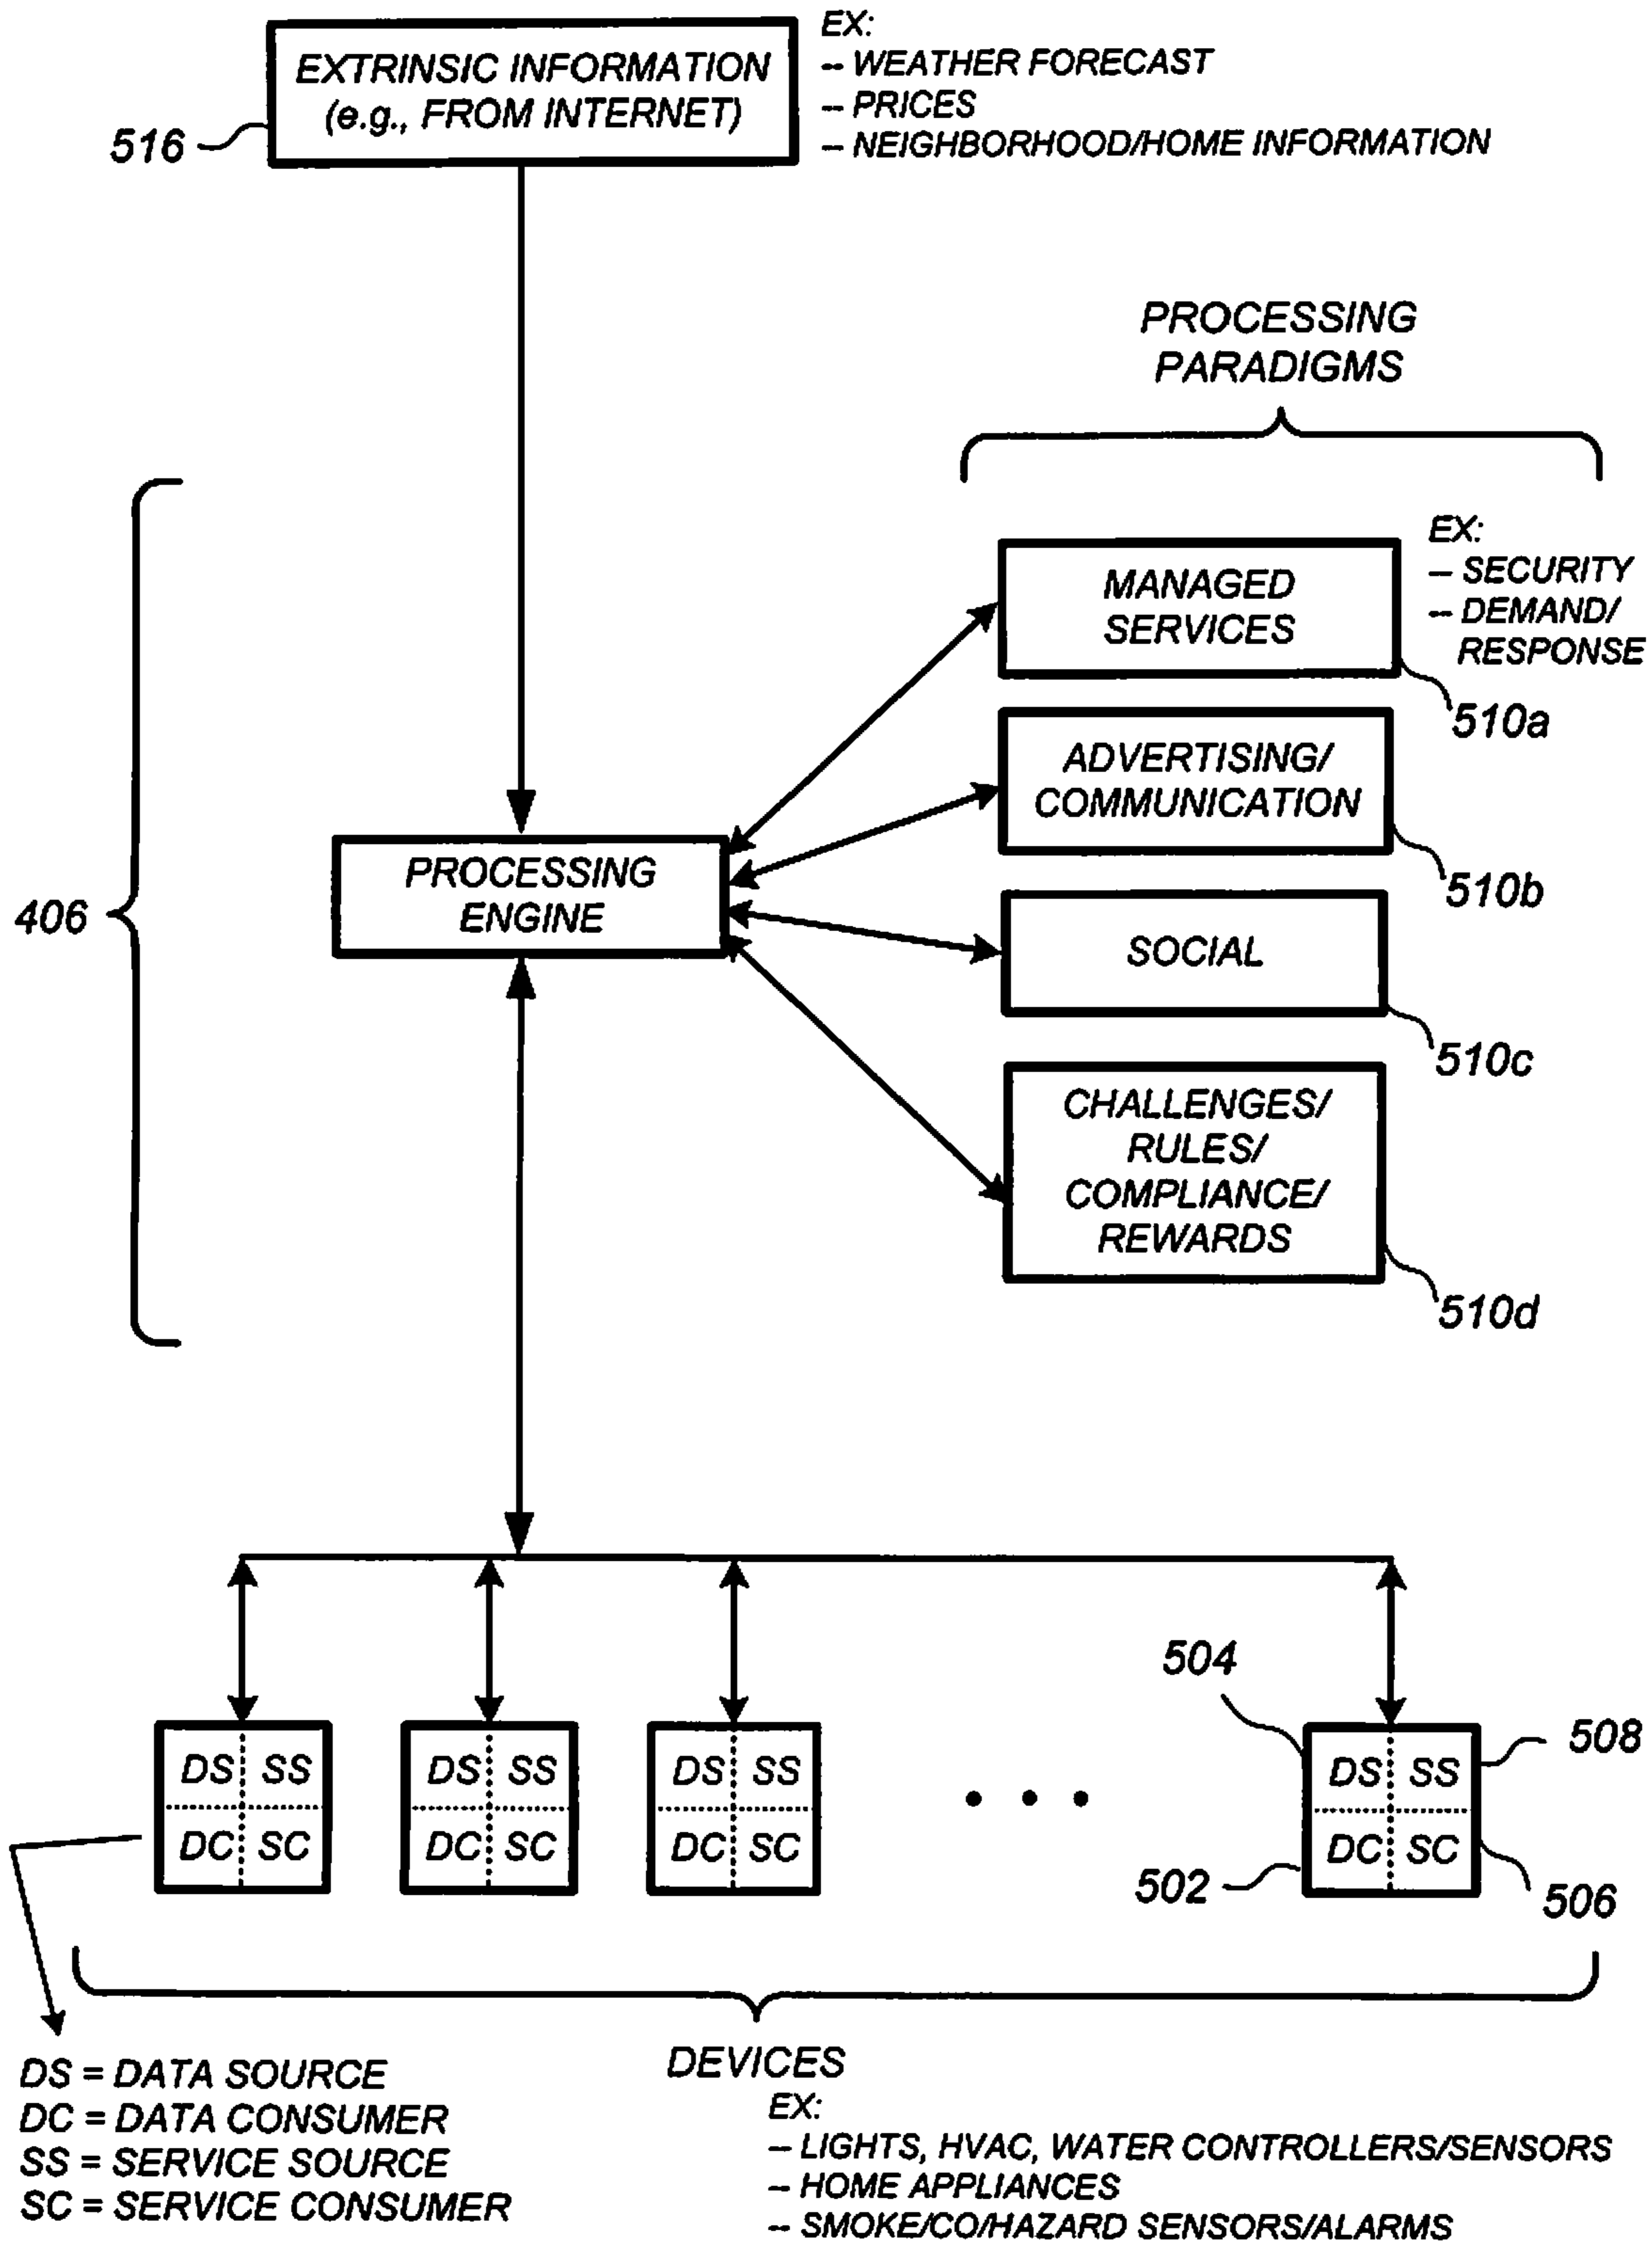 EXTRINSIC INFORMATION
(e.g., FROM INTERNET)
516
EX:
-- WEATHER FORECAST
-- PRICES
-- NEIGHBORHOOD/HOME INFORMATION
PROCESSING
PARADIGMS
MANAGED
SERVICES
EX:
-- SECURITY
-- DEMAND/
RESPONSE
510a
ADVERTISING/
COMMUNICATION
510b
PROCESSING
ENGINE
406
SOCIAL
510c
CHALLENGES/
RULES/
COMPLIANCE/
REWARDS
510d
504
508
DS SS
DC SC
DS SS
DC SC
DS SS
DC SC
• • •
DS SS
DC SC
502
506
DS = DATA SOURCE
DC = DATA CONSUMER
SS = SERVICE SOURCE
SC = SERVICE CONSUMER
DEVICES
EX:
-- LIGHTS, HVAC, WATER CONTROLLERS/SENSORS
-- HOME APPLIANCES
-- SMOKE/CO/HAZARD SENSORS/ALARMS